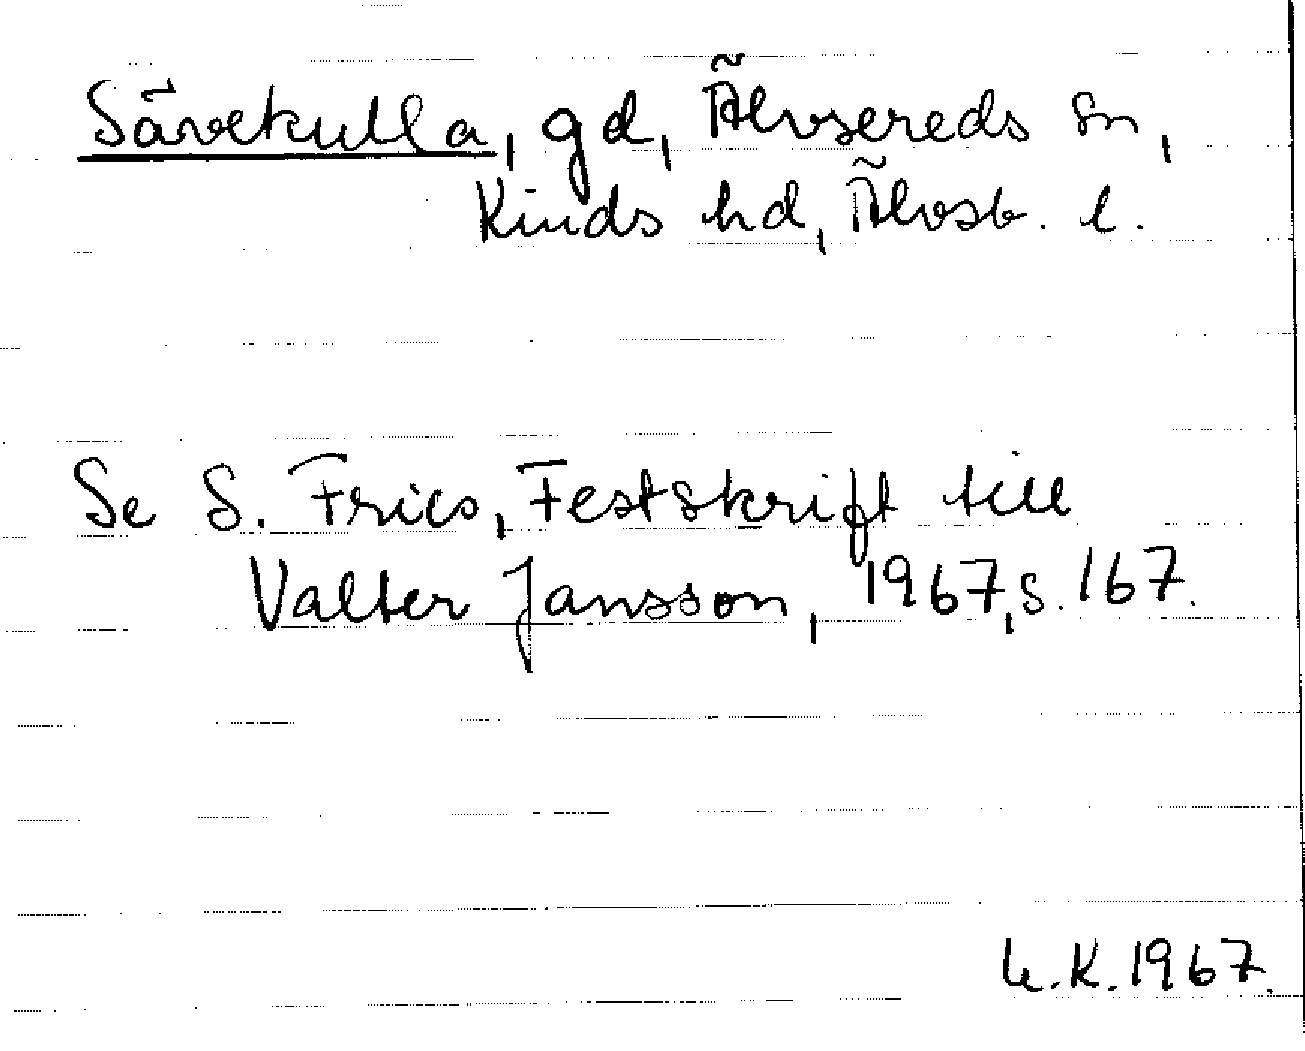 Sävekulla, gd, Älvsereds sn,
Kinds hd, Älvsb. l.
Se S. Fries, Festskrift till
Valter Jansson, 1967, s. 167.
U.K. 1967.